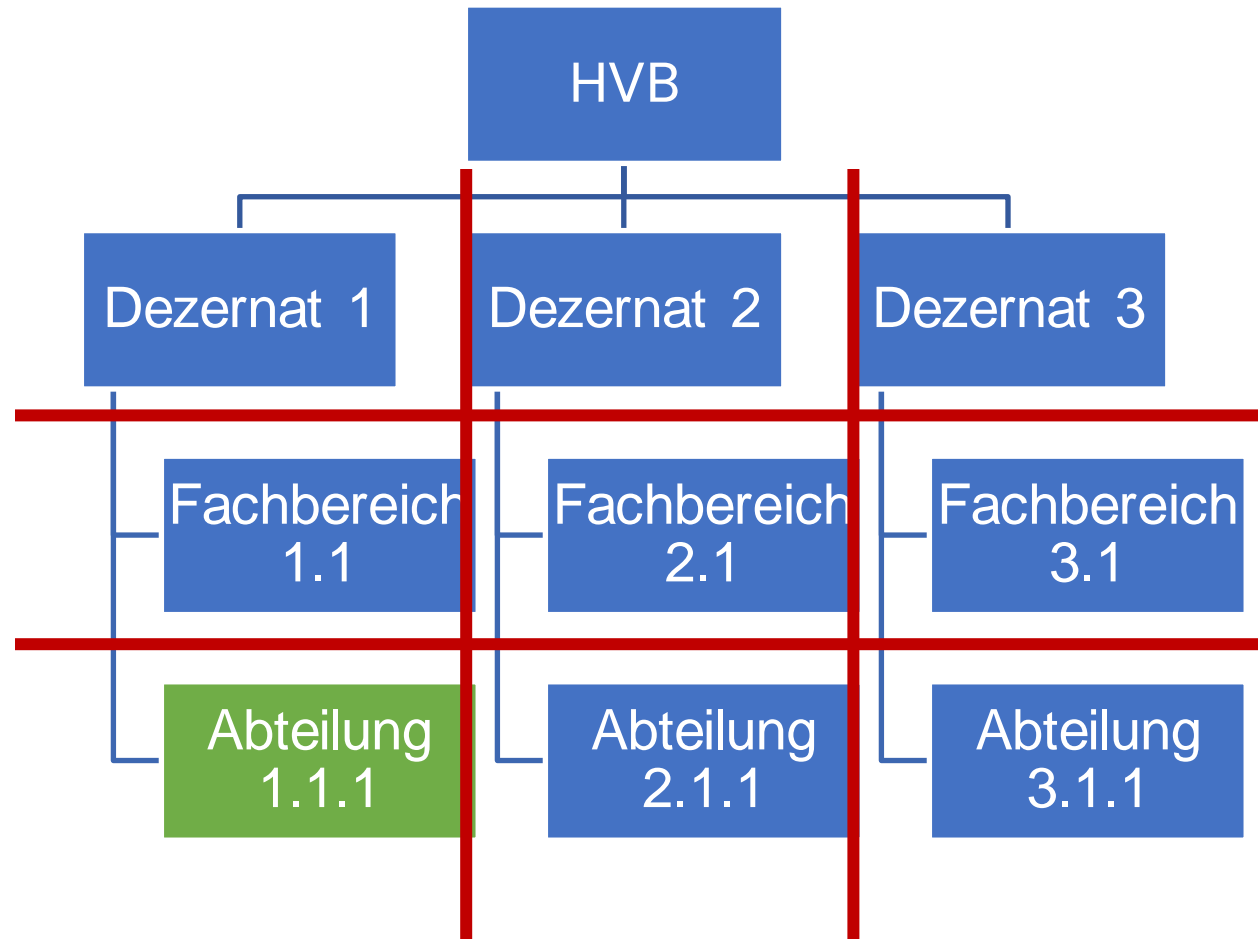 HVB
Dezernat 1
Dezernat 2
Dezernat 3
Fachbereich
1.1
Fachbereich
2.1
Fachbereich
3.1
Abteilung
1.1.1
Abteilung
2.1.1
Abteilung
3.1.1